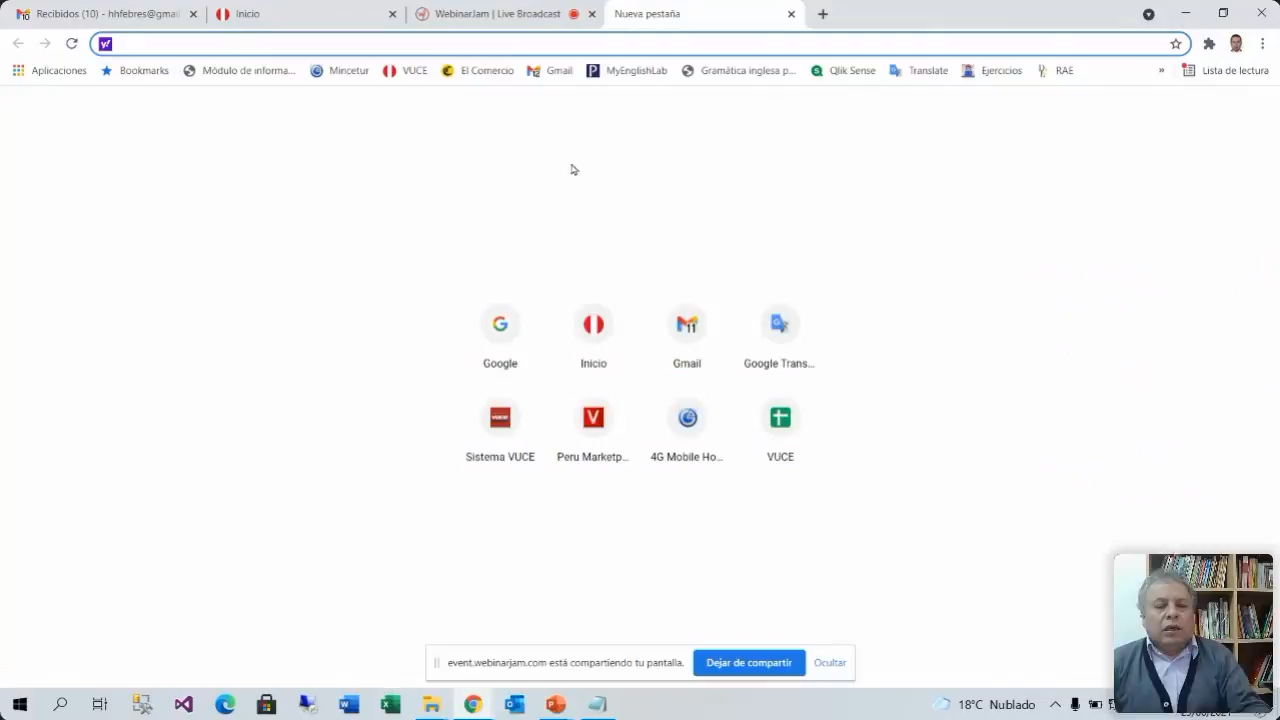 Recibidos (10) - hhfebres@gmail
Inicio
WebinarJam | Live Broadcast
Nueva pestaña
Aplicaciones
Bookmarks
Módulo de informa...
Mincetur
VUCE
El Comercio
Gmail
MyEnglishLab
Gramática inglesa p...
Qlik Sense
Translate
Ejercicios
RAE
»
Lista de lectura
Google
Inicio
Gmail
Google Trans...
Sistema VUCE
Peru Marketp...
4G Mobile Ho...
VUCE
event.webinarjam.com está compartiendo tu pantalla.
Dejar de compartir
Ocultar
18°C Nublado